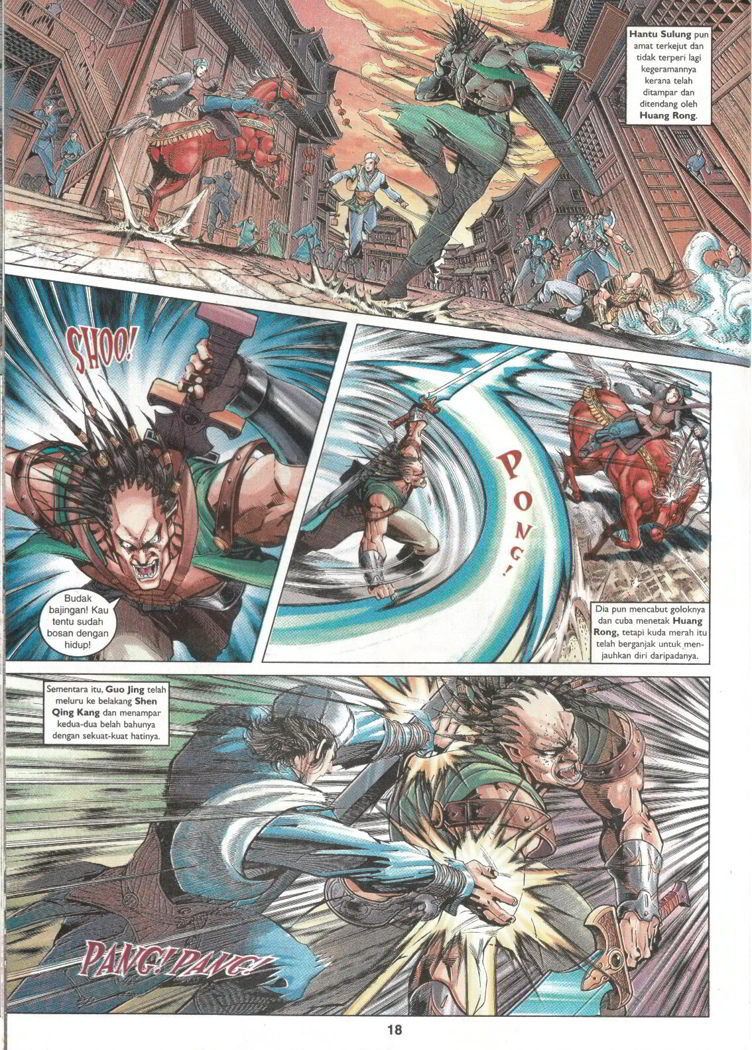 Hantu Sulung pun
amat terkejut dan
tidak terperi lagi
kegeramannya
kerana telah
ditampar dan
ditendang oleh
Huang Rong.
SHOO!
Budak
bajingan! Kau
tentu sudah
bosan dengan
hidup!
PONG!
Dia pun mencabut goloknya
dan cuba menetak Huang
Rong, tetapi kuda merah itu
telah berganjak untuk men-
jauhkan diri daripadanya.
Sementara itu, Guo Jing telah
meluru ke belakang Shen
Qing Kang dan menampar
kedua-dua belah bahunya
dengan sekuat-kuat hatinya.
PANG! PANG!
18